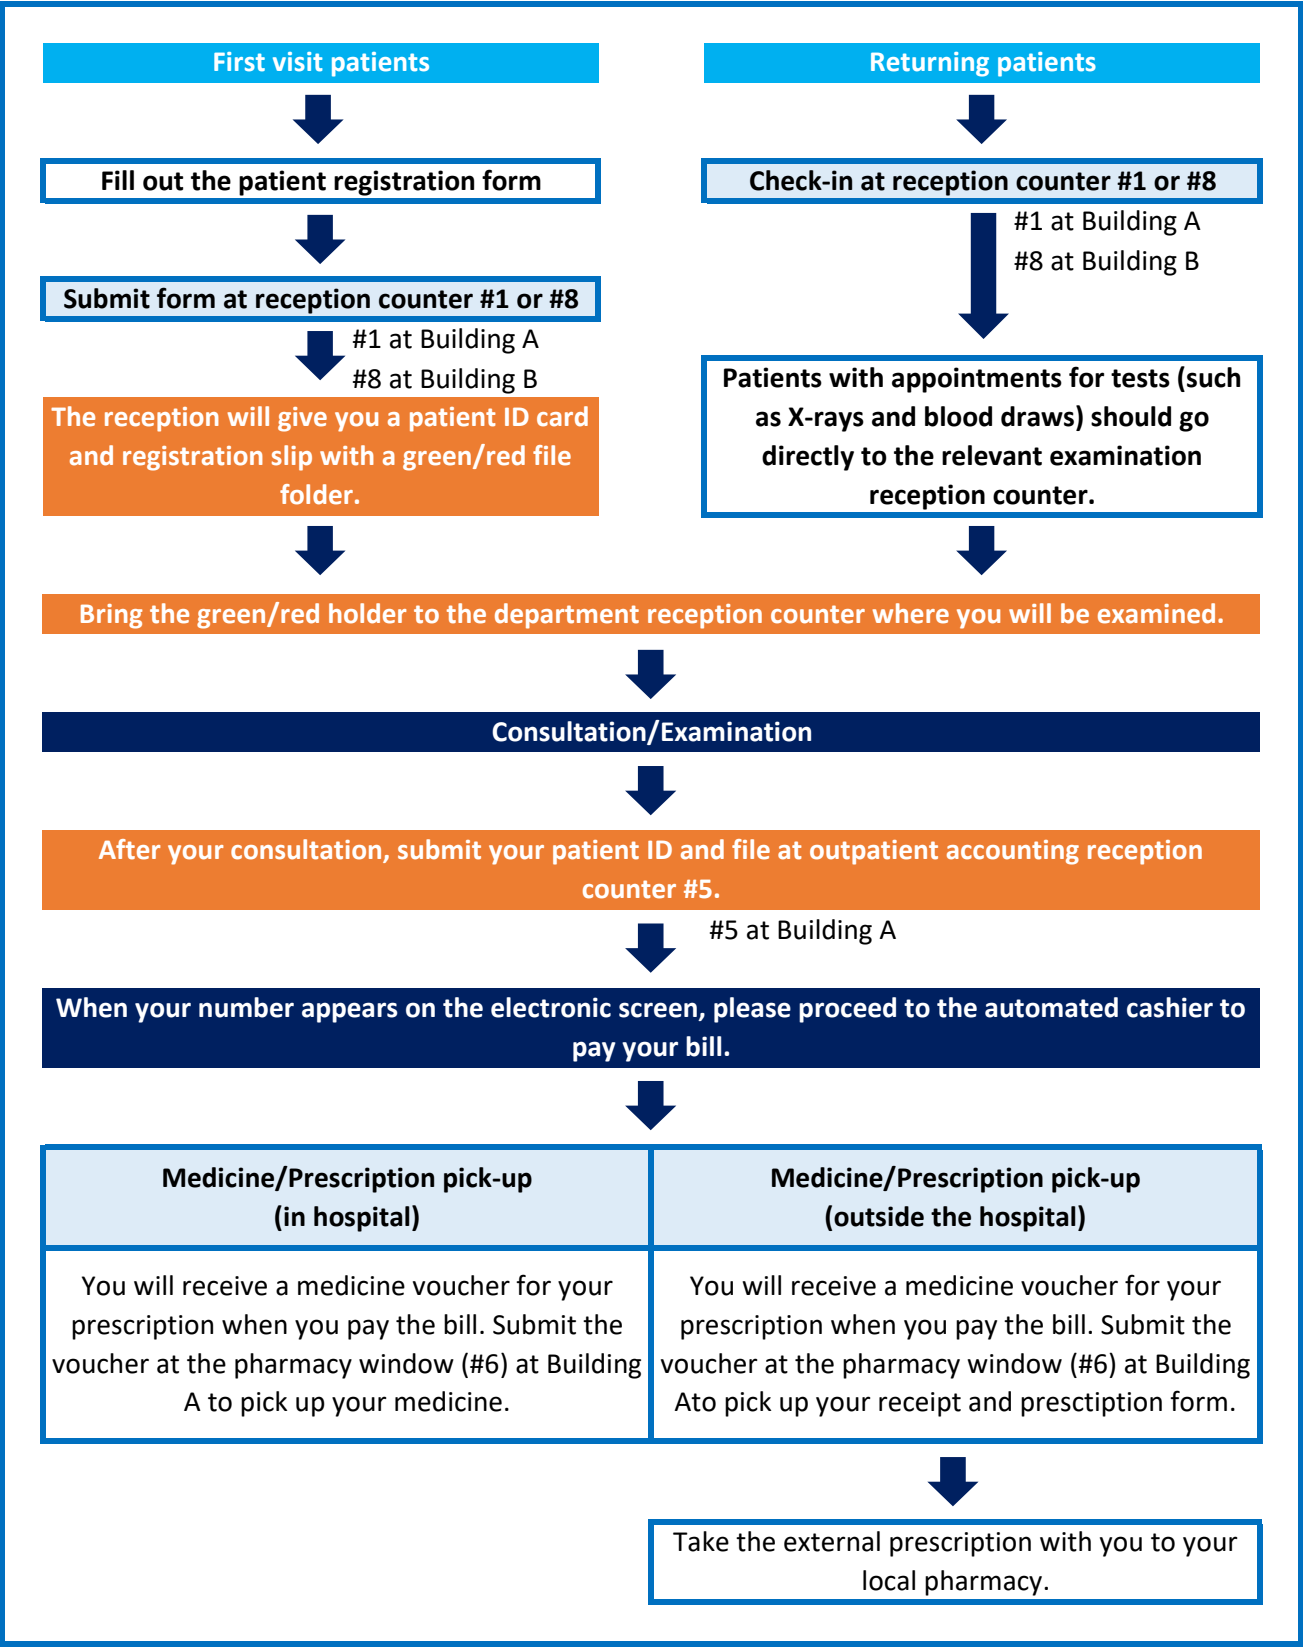 First visit patients
Fill out the patient registration form
Submit form at reception counter #1 or #8
#1 at Building A
#8 at Building B
The reception will give you a patient ID card
and registration slip with a green/red file
folder.
Returning patients
Check-in at reception counter #1 or #8
#1 at Building A
#8 at Building B
Patients with appointments for tests (such
as X-rays and blood draws) should go
directly to the relevant examination
reception counter.
Bring the green/red holder to the department reception counter where you will be examined.
Consultation/Examination
After your consultation, submit your patient ID and file at outpatient accounting reception
counter #5.
#5 at Building A
When your number appears on the electronic screen, please proceed to the automated cashier to
pay your bill.
Medicine/Prescription pick-up
(in hospital)
You will receive a medicine voucher for your
prescription when you pay the bill. Submit the
voucher at the pharmacy window (#6) at Building
A to pick up your medicine.
Medicine/Prescription pick-up
(outside the hospital)
You will receive a medicine voucher for your
prescription when you pay the bill. Submit the
voucher at the pharmacy window (#6) at Building
Ato pick up your receipt and presctiption form.
Take the external prescription with you to your
local pharmacy.